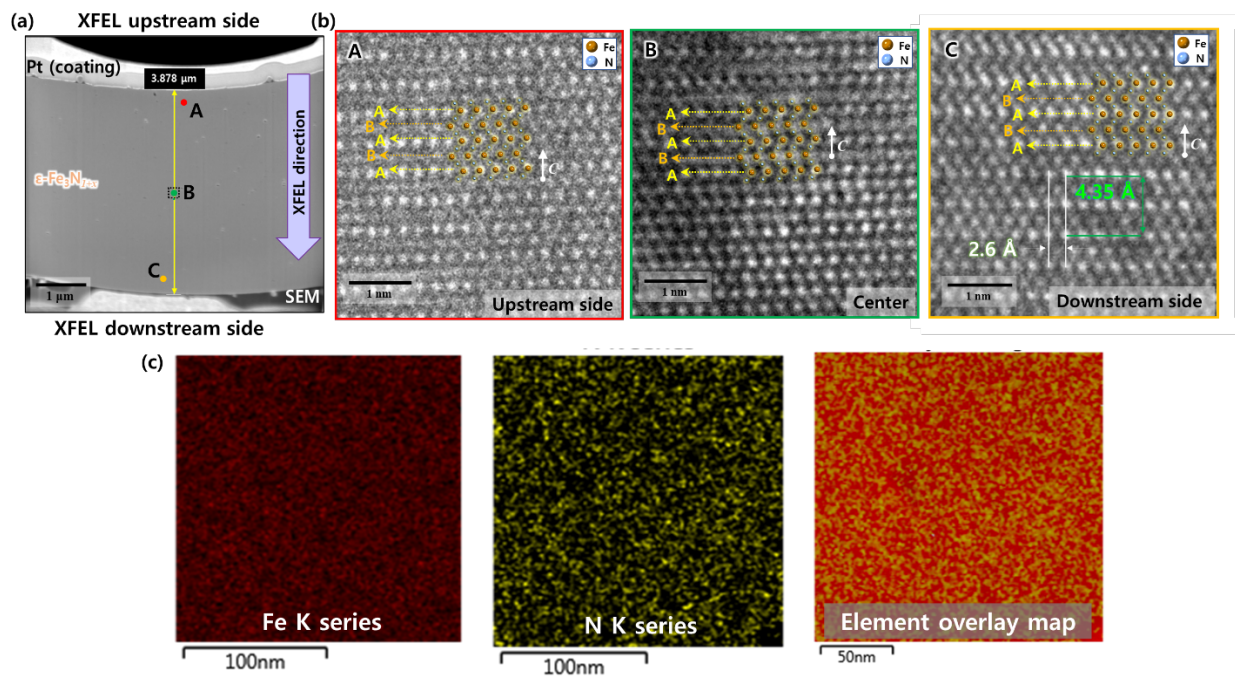 (a)
XFEL upstream side
Pt (coating)
3.878 µm
A
B
C
ε-Fe₃N₁₊ₓ
XFEL direction
1 µm
SEM
XFEL downstream side
(b)
A
Fe
N
A
B
A
B
A
c
1 nm
Upstream side
B
Fe
N
A
B
A
B
A
c
1 nm
Center
C
Fe
N
A
B
A
B
A
c
4.35 Å
2.6 Å
1 nm
Downstream side
(c)
Fe K series
100nm
N K series
100nm
Element overlay map
50nm